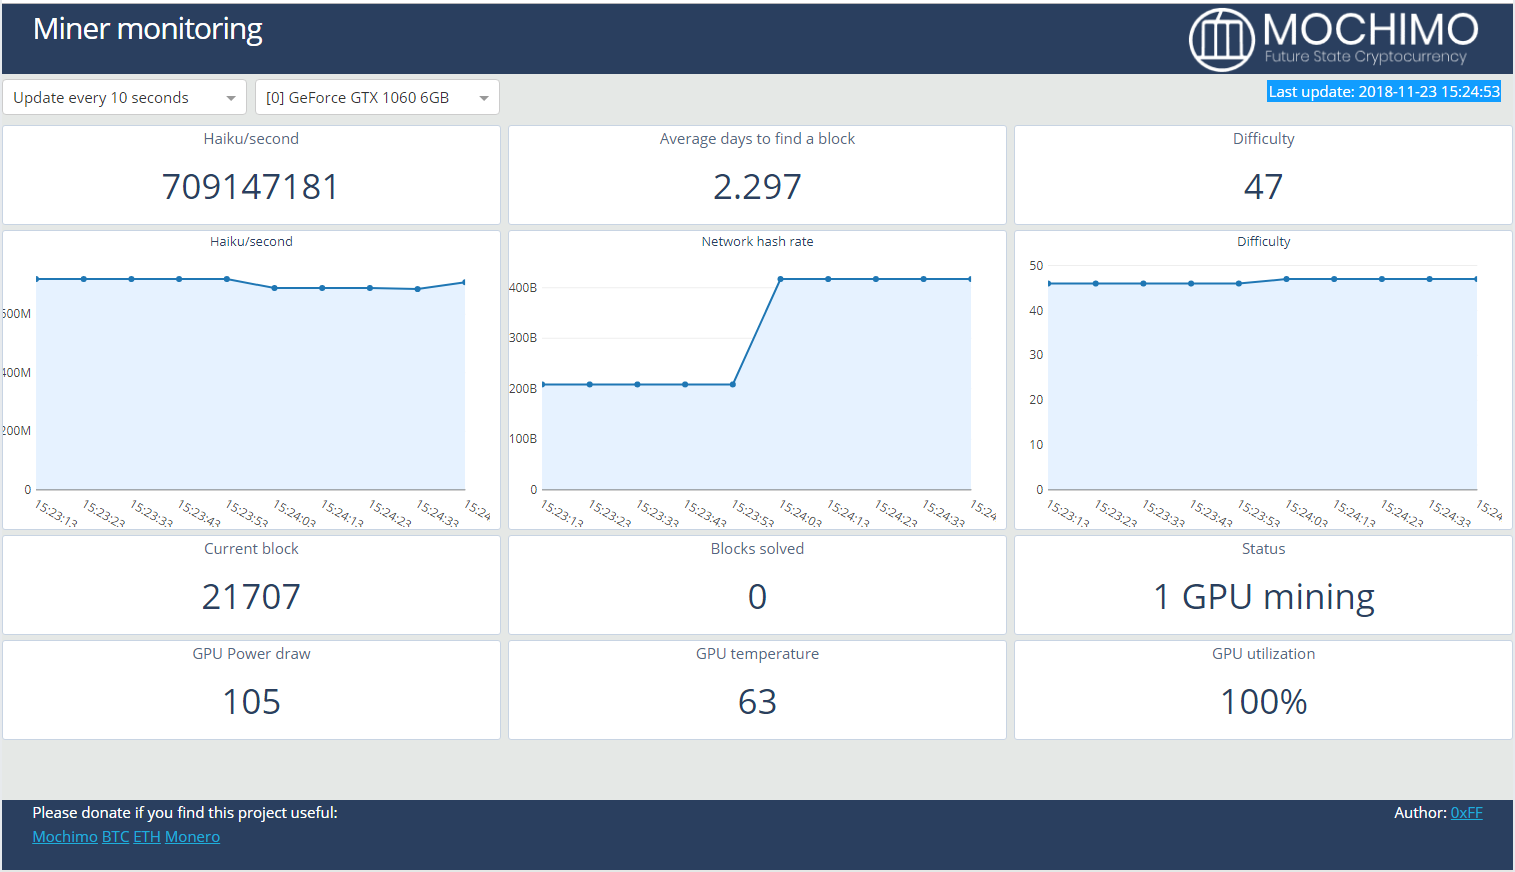 Miner monitoring
MOCHIMO
Future State Cryptocurrency
Update every 10 seconds
[0] GeForce GTX 1060 6GB
Last update: 2018-11-23 15:24:53
Haiku/second
709147181
Average days to find a block
2.297
Difficulty
47
Haiku/second
600M
400M
200M
0
15:23:13 15:23:23 15:23:33 15:23:43 15:23:53 15:24:03 15:24:13 15:24:23 15:24:33 15:24
Network hash rate
400B
300B
200B
100B
0
15:23:13 15:23:23 15:23:33 15:23:43 15:23:53 15:24:03 15:24:13 15:24:23 15:24:33 15:24
Difficulty
50
40
30
20
10
0
15:23:13 15:23:23 15:23:33 15:23:43 15:23:53 15:24:03 15:24:13 15:24:23 15:24:33 15:24
Current block
21707
Blocks solved
0
Status
1 GPU mining
GPU Power draw
105
GPU temperature
63
GPU utilization
100%
Please donate if you find this project useful:
Mochimo BTC ETH Monero
Author: 0xFF